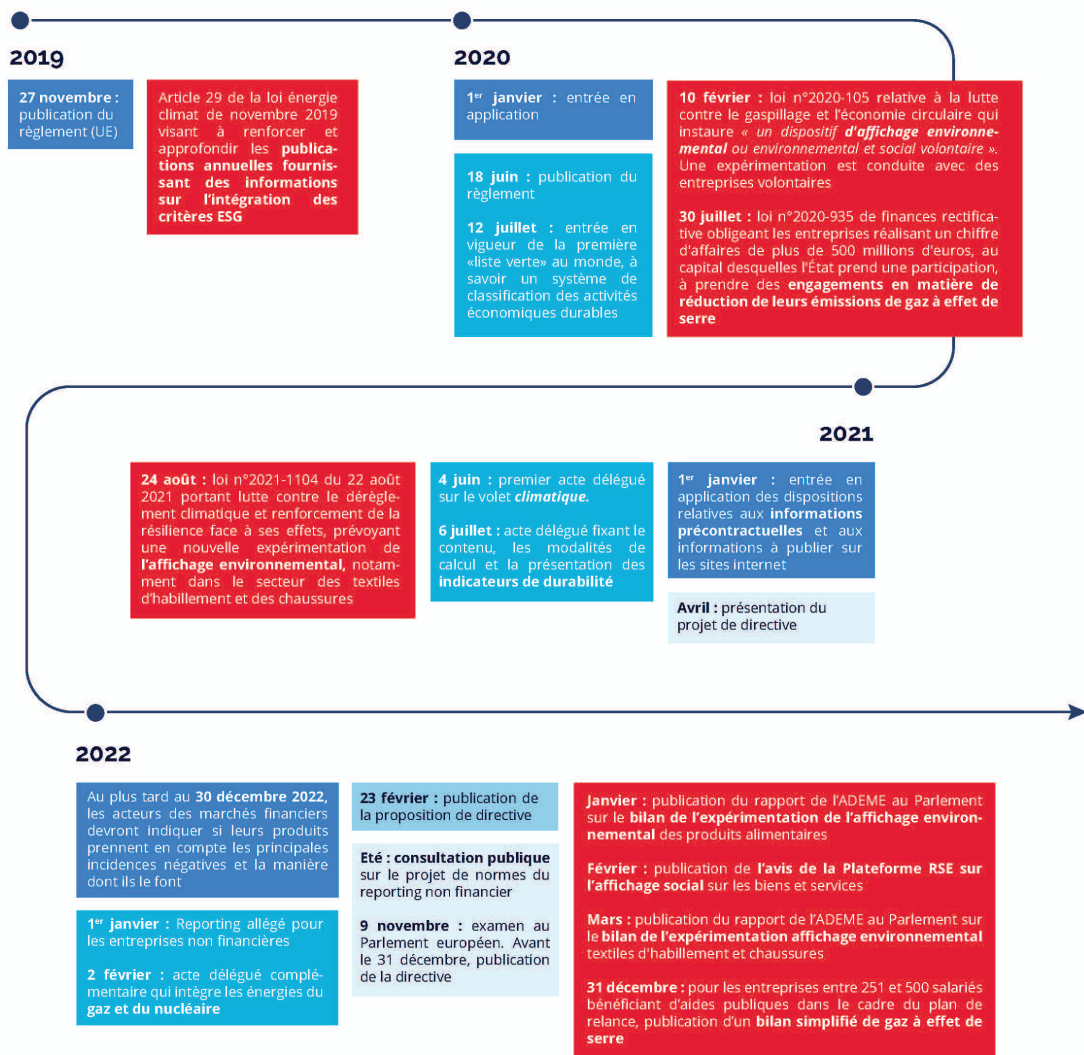 2019
27 novembre :
publication du
règlement (UE)
Article 29 de la loi énergie
climat de novembre 2019
visant à renforcer et
approfondir les publica-
tions annuelles fournis-
sant des informations
sur l'intégration des
critères ESG
2020
1er janvier : entrée en
application
18 juin : publication du
règlement
12 juillet : entrée en
vigueur de la première
«liste verte» au monde, à
savoir un système de
classification des activités
économiques durables
10 février : loi n°2020-105 relative à la lutte
contre le gaspillage et l'économie circulaire qui
instaure « un dispositif d'affichage environne-
mental ou environnemental et social volontaire ».
Une expérimentation est conduite avec des
entreprises volontaires
30 juillet : loi n°2020-935 de finances rectifica-
tive obligeant les entreprises réalisant un chiffre
d'affaires de plus de 500 millions d'euros, au
capital desquelles l'État prend une participation,
à prendre des engagements en matière de
réduction de leurs émissions de gaz à effet de
serre
2021
24 août : loi n°2021-1104 du 22 août
2021 portant lutte contre le dérègle-
ment climatique et renforcement de la
résilience face à ses effets, prévoyant
une nouvelle expérimentation de
l'affichage environnemental, notam-
ment dans le secteur des textiles
d'habillement et des chaussures
4 juin : premier acte délégué
sur le volet climatique.
6 juillet : acte délégué fixant le
contenu, les modalités de
calcul et la présentation des
indicateurs de durabilité
1er janvier : entrée en
application des dispositions
relatives aux informations
précontractuelles et aux
informations à publier sur
les sites internet
Avril : présentation du
projet de directive
2022
Au plus tard au 30 décembre 2022,
les acteurs des marchés financiers
devront indiquer si leurs produits
prennent en compte les principales
incidences négatives et la manière
dont ils le font
1er janvier : Reporting allégé pour
les entreprises non financières
2 février : acte délégué complé-
mentaire qui intègre les énergies du
gaz et du nucléaire
23 février : publication de
la proposition de directive
Eté : consultation publique
sur le projet de normes du
reporting non financier
9 novembre : examen au
Parlement européen. Avant
le 31 décembre, publication
de la directive
Janvier : publication du rapport de l'ADEME au Parlement
sur le bilan de l'expérimentation de l'affichage environ-
nemental des produits alimentaires
Février : publication de l'avis de la Plateforme RSE sur
l'affichage social sur les biens et services
Mars : publication du rapport de l'ADEME au Parlement sur
le bilan de l'expérimentation affichage environnemental
textiles d'habillement et chaussures
31 décembre : pour les entreprises entre 251 et 500 salariés
bénéficiant d'aides publiques dans le cadre du plan de
relance, publication d'un bilan simplifié de gaz à effet de
serre